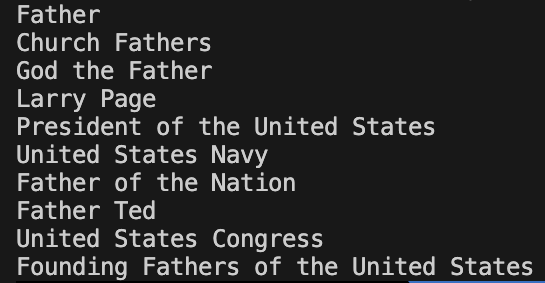 Father
Church Fathers
God the Father
Larry Page
President of the United States
United States Navy
Father of the Nation
Father Ted
United States Congress
Founding Fathers of the United States